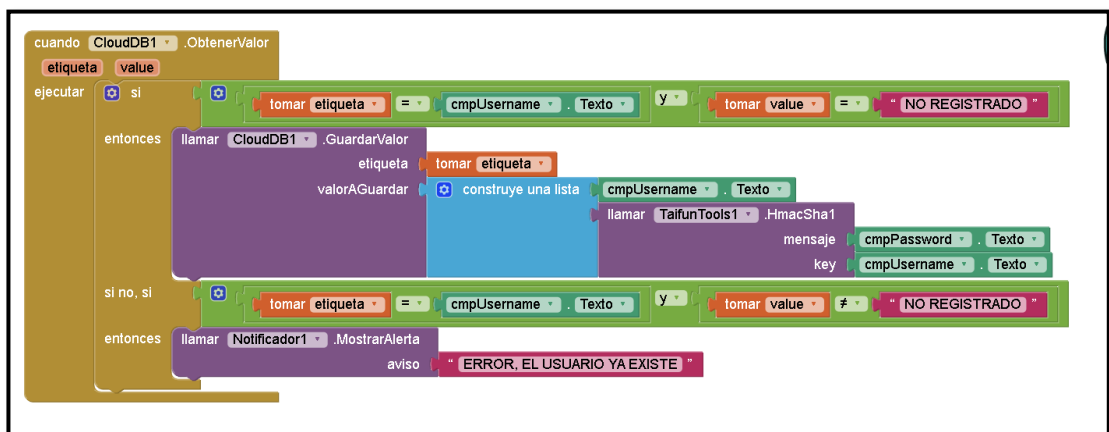 cuando CloudDB1 .ObtenerValor
etiqueta value
ejecutar si tomar etiqueta = cmpUsername . Texto y tomar value = " NO REGISTRADO "
entonces llamar CloudDB1 .GuardarValor
etiqueta tomar etiqueta
valorAGuardar construye una lista cmpUsername . Texto
llamar TaifunTools1 .HmacSha1
mensaje cmpPassword . Texto
key cmpUsername . Texto
si no, si tomar etiqueta = cmpUsername . Texto y tomar value ≠ " NO REGISTRADO "
entonces llamar Notificador1 .MostrarAlerta
aviso " ERROR, EL USUARIO YA EXISTE "